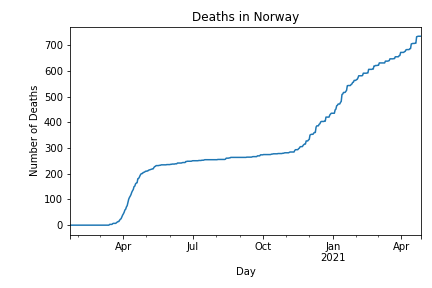 Deaths in Norway
Number of Deaths
700
600
500
400
300
200
100
0
Apr
Jul
Oct
Jan
2021
Apr
Day